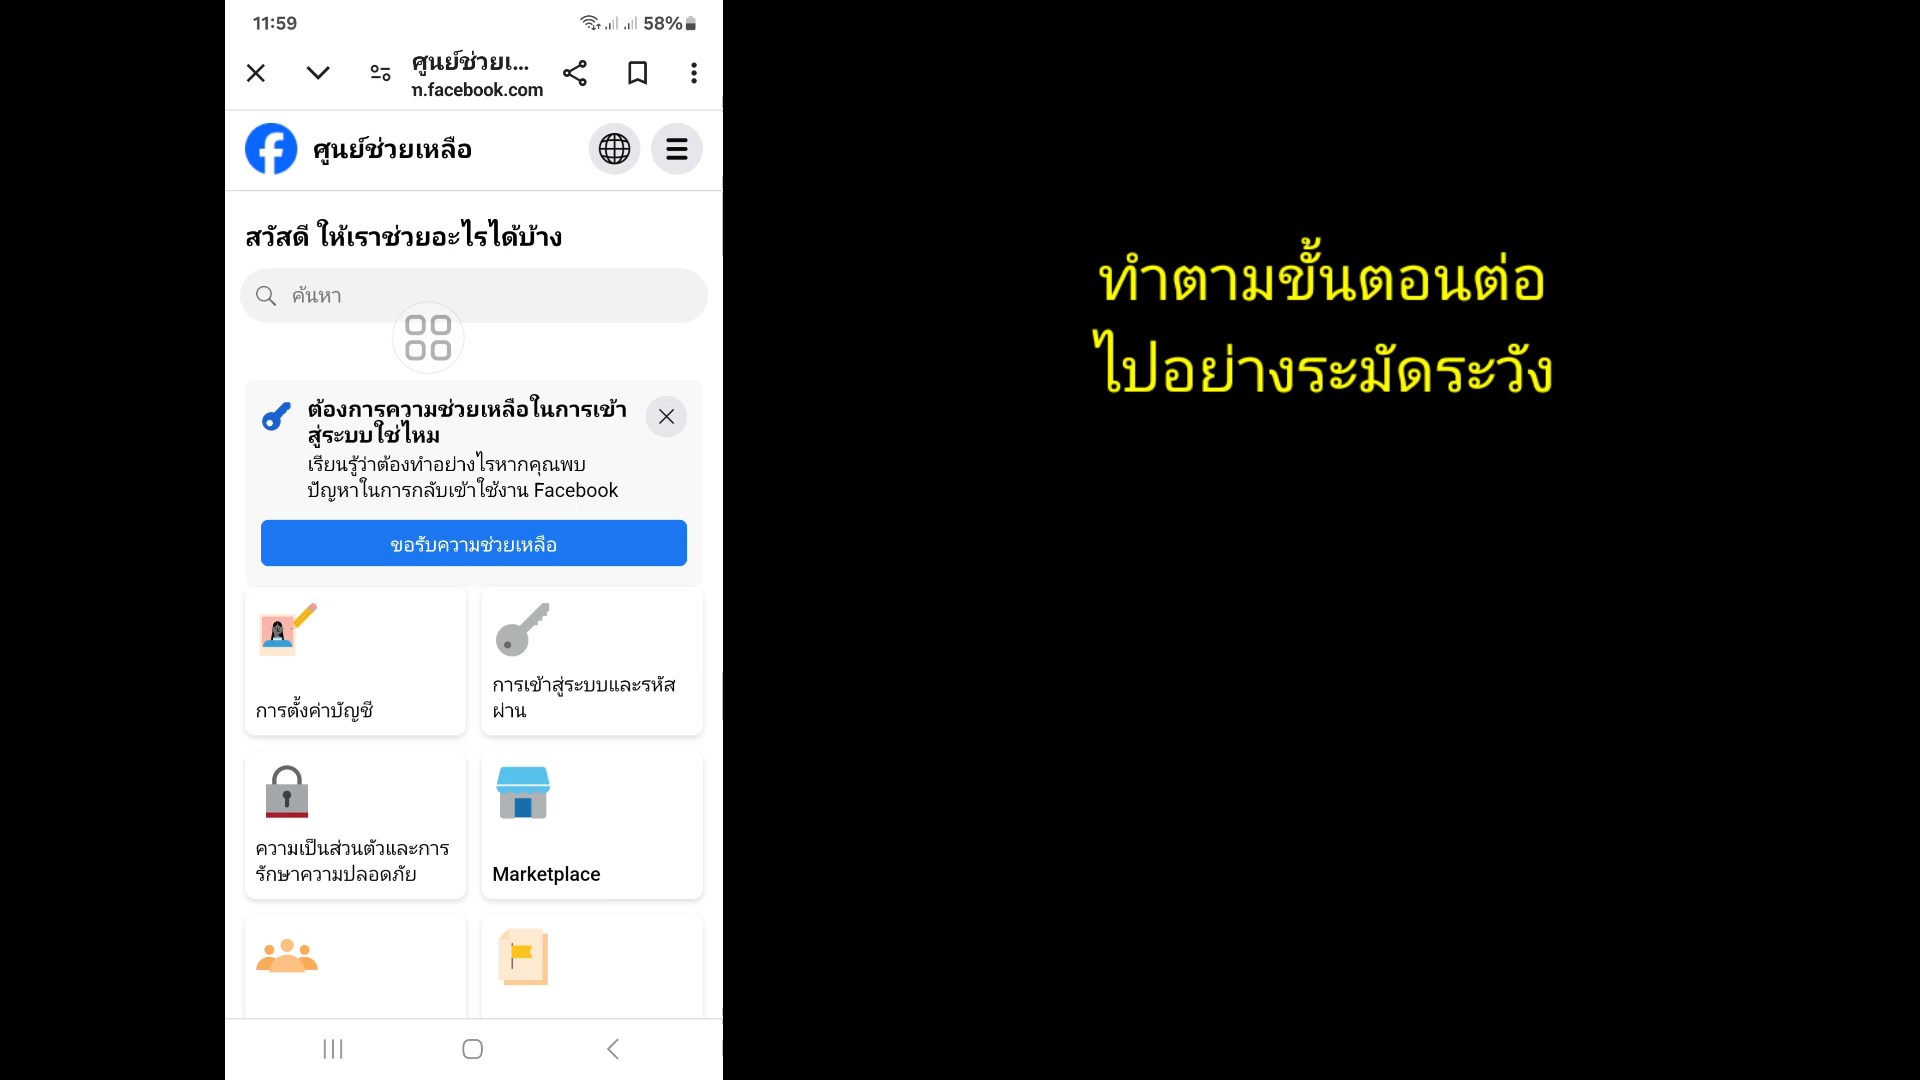 11:59
58%
ศูนย์ช่วยเ...
n.facebook.com
ศูนย์ช่วยเหลือ
สวัสดี ให้เราช่วยอะไรได้บ้าง
ค้นหา
ต้องการความช่วยเหลือในการเข้า
สู่ระบบใช่ไหม
เรียนรู้ว่าต้องทำอย่างไรหากคุณพบ
ปัญหาในการกลับเข้าใช้งาน Facebook
ขอรับความช่วยเหลือ
การตั้งค่าบัญชี
การเข้าสู่ระบบและรหัส
ผ่าน
ความเป็นส่วนตัวและการ
รักษาความปลอดภัย
Marketplace
ทำตามขั้นตอนต่อ
ไปอย่างระมัดระวัง